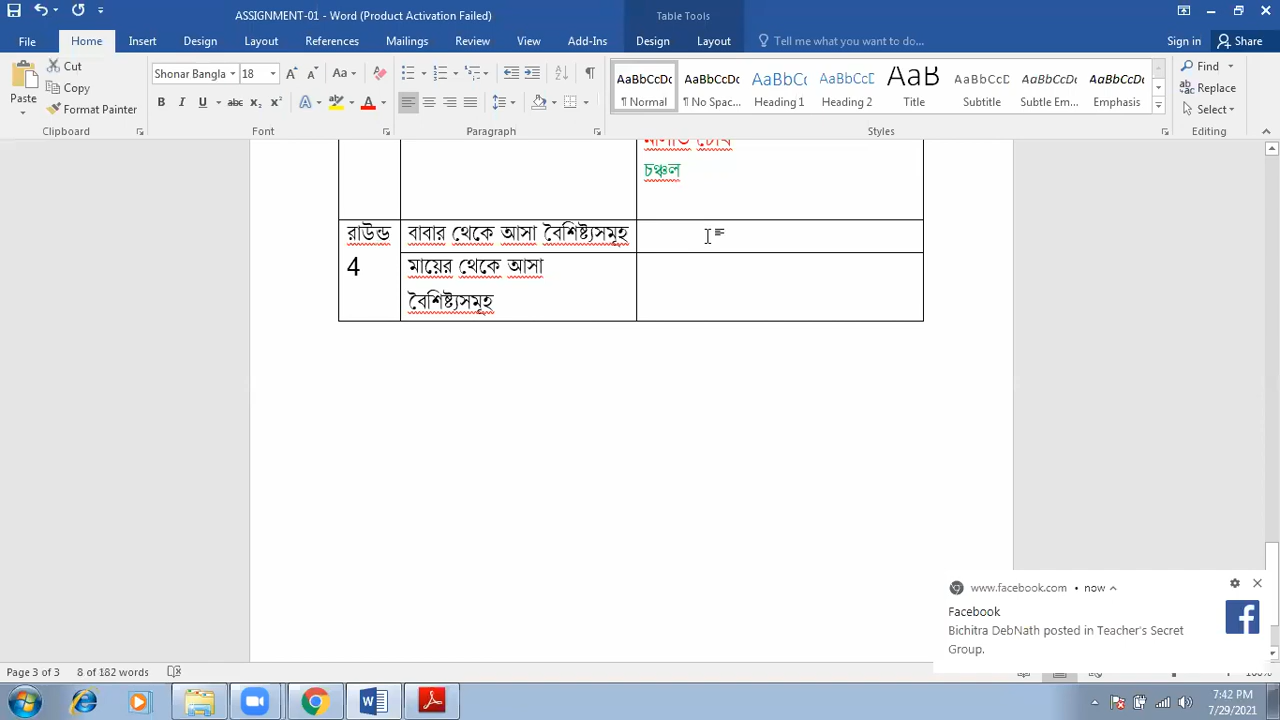 ASSIGNMENT-01 - Word (Product Activation Failed)
Table Tools
File Home Insert Design Layout References Mailings Review View Add-Ins Design Layout Tell me what you want to do... Sign in Share
Paste
Cut
Copy
Format Painter
Clipboard
Shonar Bangla 18
Font
Paragraph
AaBbCcDc AaBbCcDc AaBbCc AaBbCcC AaB AaBbCcD AaBbCcDc AaBbCcDc
¶ Normal ¶ No Spac... Heading 1 Heading 2 Title Subtitle Subtle Em... Emphasis
Styles
Find
Replace
Select
Editing
চঞ্চল
রাউন্ড 4
বাবার থেকে আসা বৈশিষ্ট্যসমূহ
মায়ের থেকে আসা
বৈশিষ্ট্যসমূহ
www.facebook.com • now
Facebook
Bichitra DebNath posted in Teacher's Secret
Group.
Page 3 of 3 8 of 182 words
7:42 PM
7/29/2021